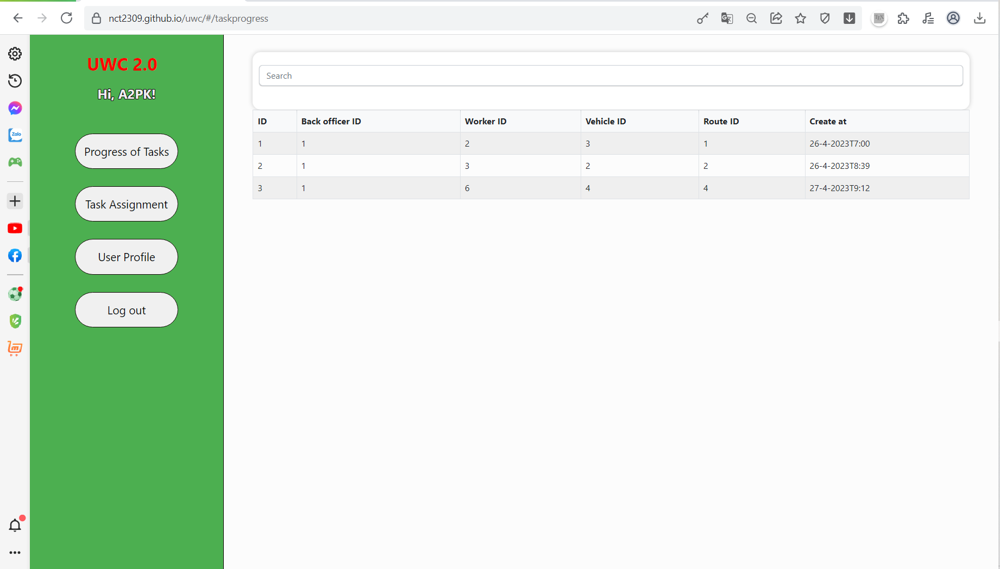 nct2309.github.io/uwc/#/taskprogress
UWC 2.0
Hi, A2PK!
Progress of Tasks
Task Assignment
User Profile
Log out
Search
ID Back officer ID Worker ID Vehicle ID Route ID Create at
1 1 2 3 1 26-4-2023T7:00
2 1 3 2 2 26-4-2023T8:39
3 1 6 4 4 27-4-2023T9:12
Zalo
TEX